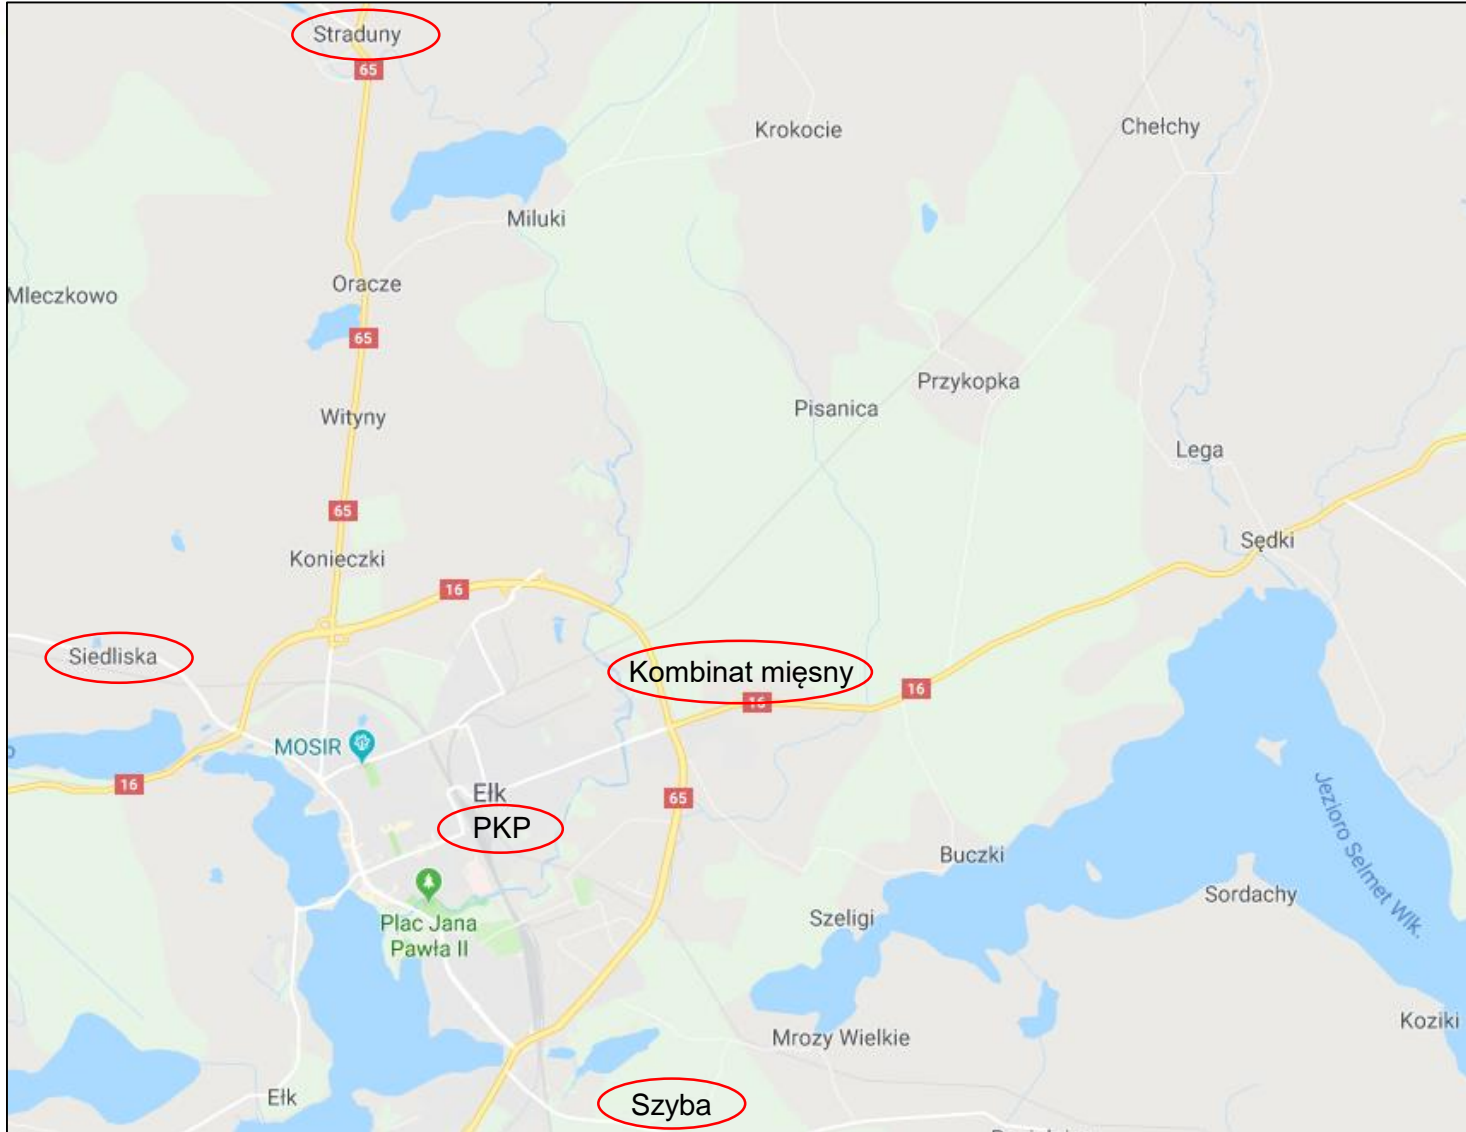 Straduny
65
Krokocie
Chełchy
Miluki
Oracze
Mleczkowo
65
Przykopka
Pisanica
Wityny
Lega
65
Sędki
Konieczki
16
Siedliska
Kombinat mięsny
16
16
MOSIR
16
Ełk
65
PKP
Jezioro Selmet Wlk.
Buczki
Sordachy
Szeligi
Plac Jana
Pawła II
Koziki
Mrozy Wielkie
Ełk
Szyba